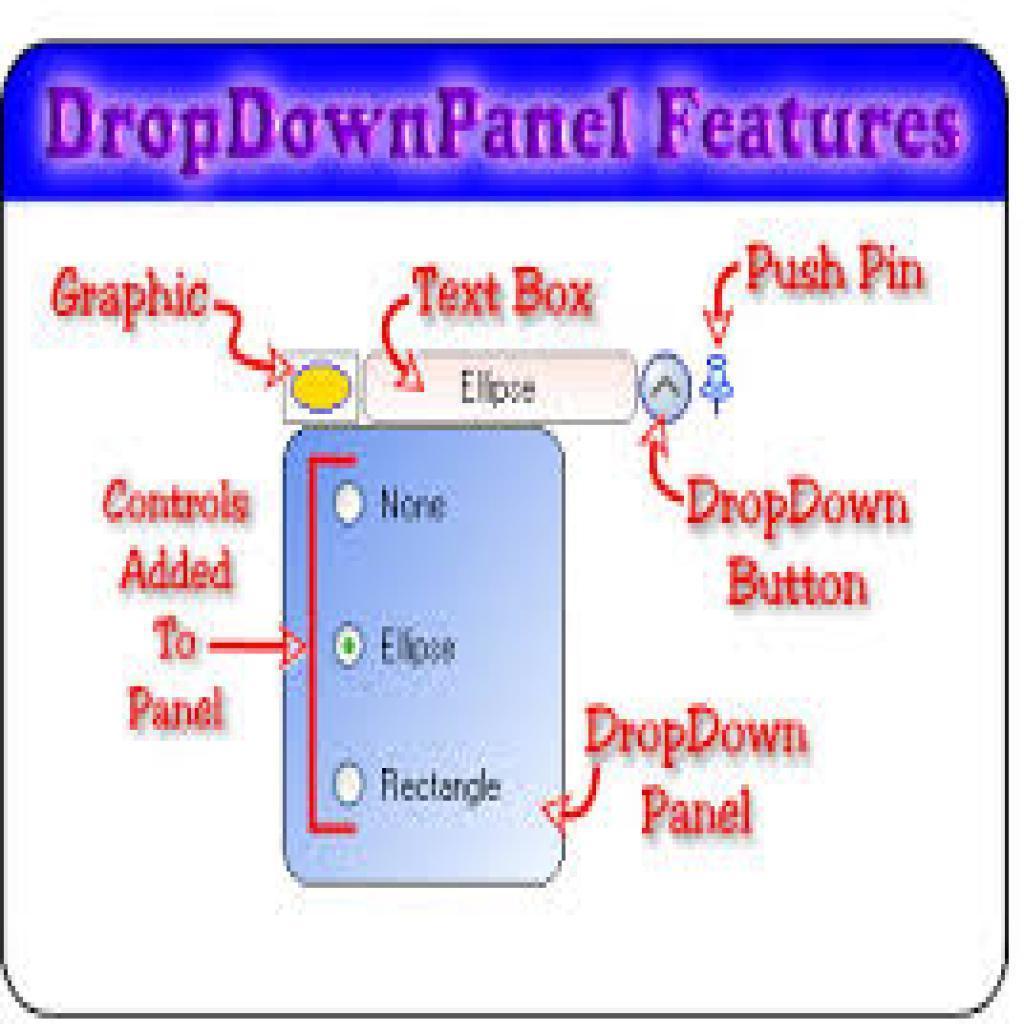 DropDownPanel Features
Graphic
Text Box
Push Pin
Ellipse
None
Controls
Added
To
Panel
DropDown
Button
Ellipse
DropDown
Panel
Rectangle